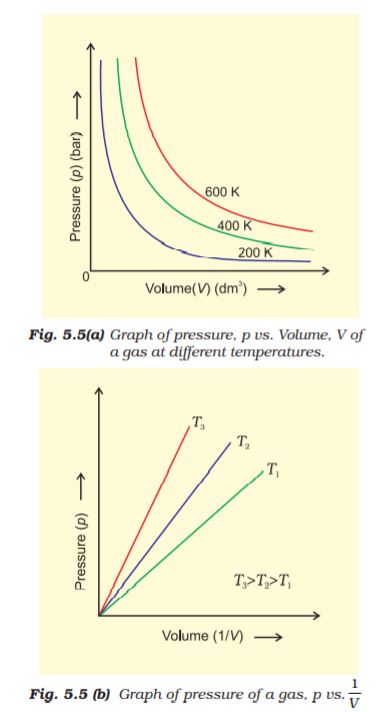 Pressure (p) (bar)
600 K
400 K
200 K
0
Volume(V) (dm³)
Fig. 5.5(a) Graph of pressure, p vs. Volume, V of
a gas at different temperatures.
T₃
T₂
T₁
Pressure (p)
T₃>T₂>T₁
Volume (1/V)
Fig. 5.5 (b) Graph of pressure of a gas, p vs. 1/V